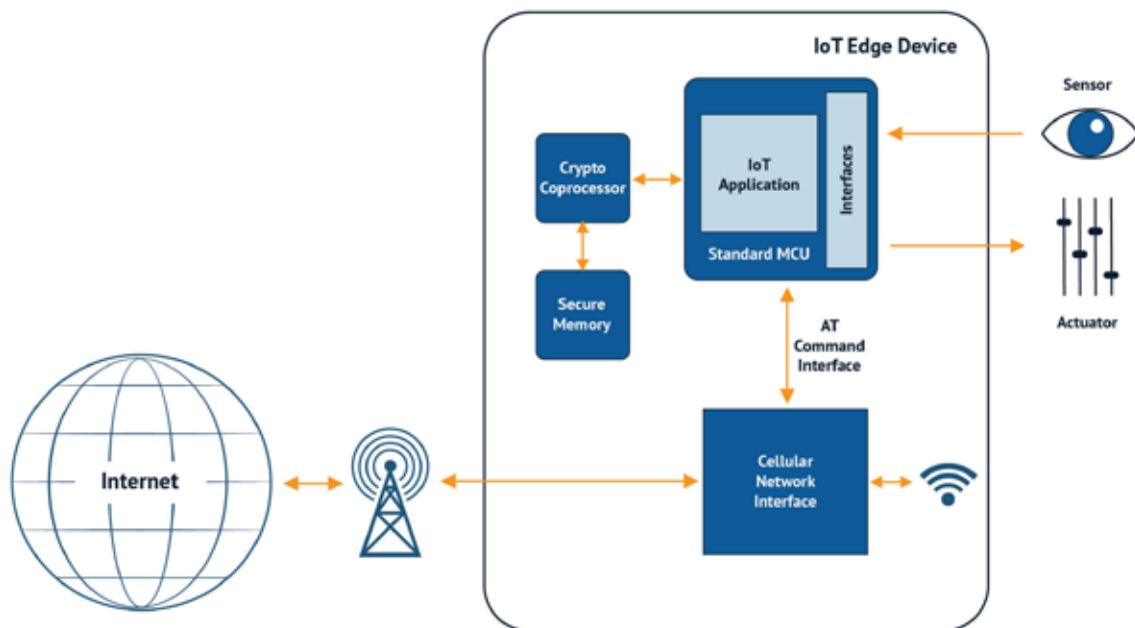 IoT Edge Device
Sensor
Crypto
Coprocessor
IoT
Application
Interfaces
Standard MCU
Secure
Memory
Actuator
AT
Command
Interface
Internet
Cellular
Network
Interface